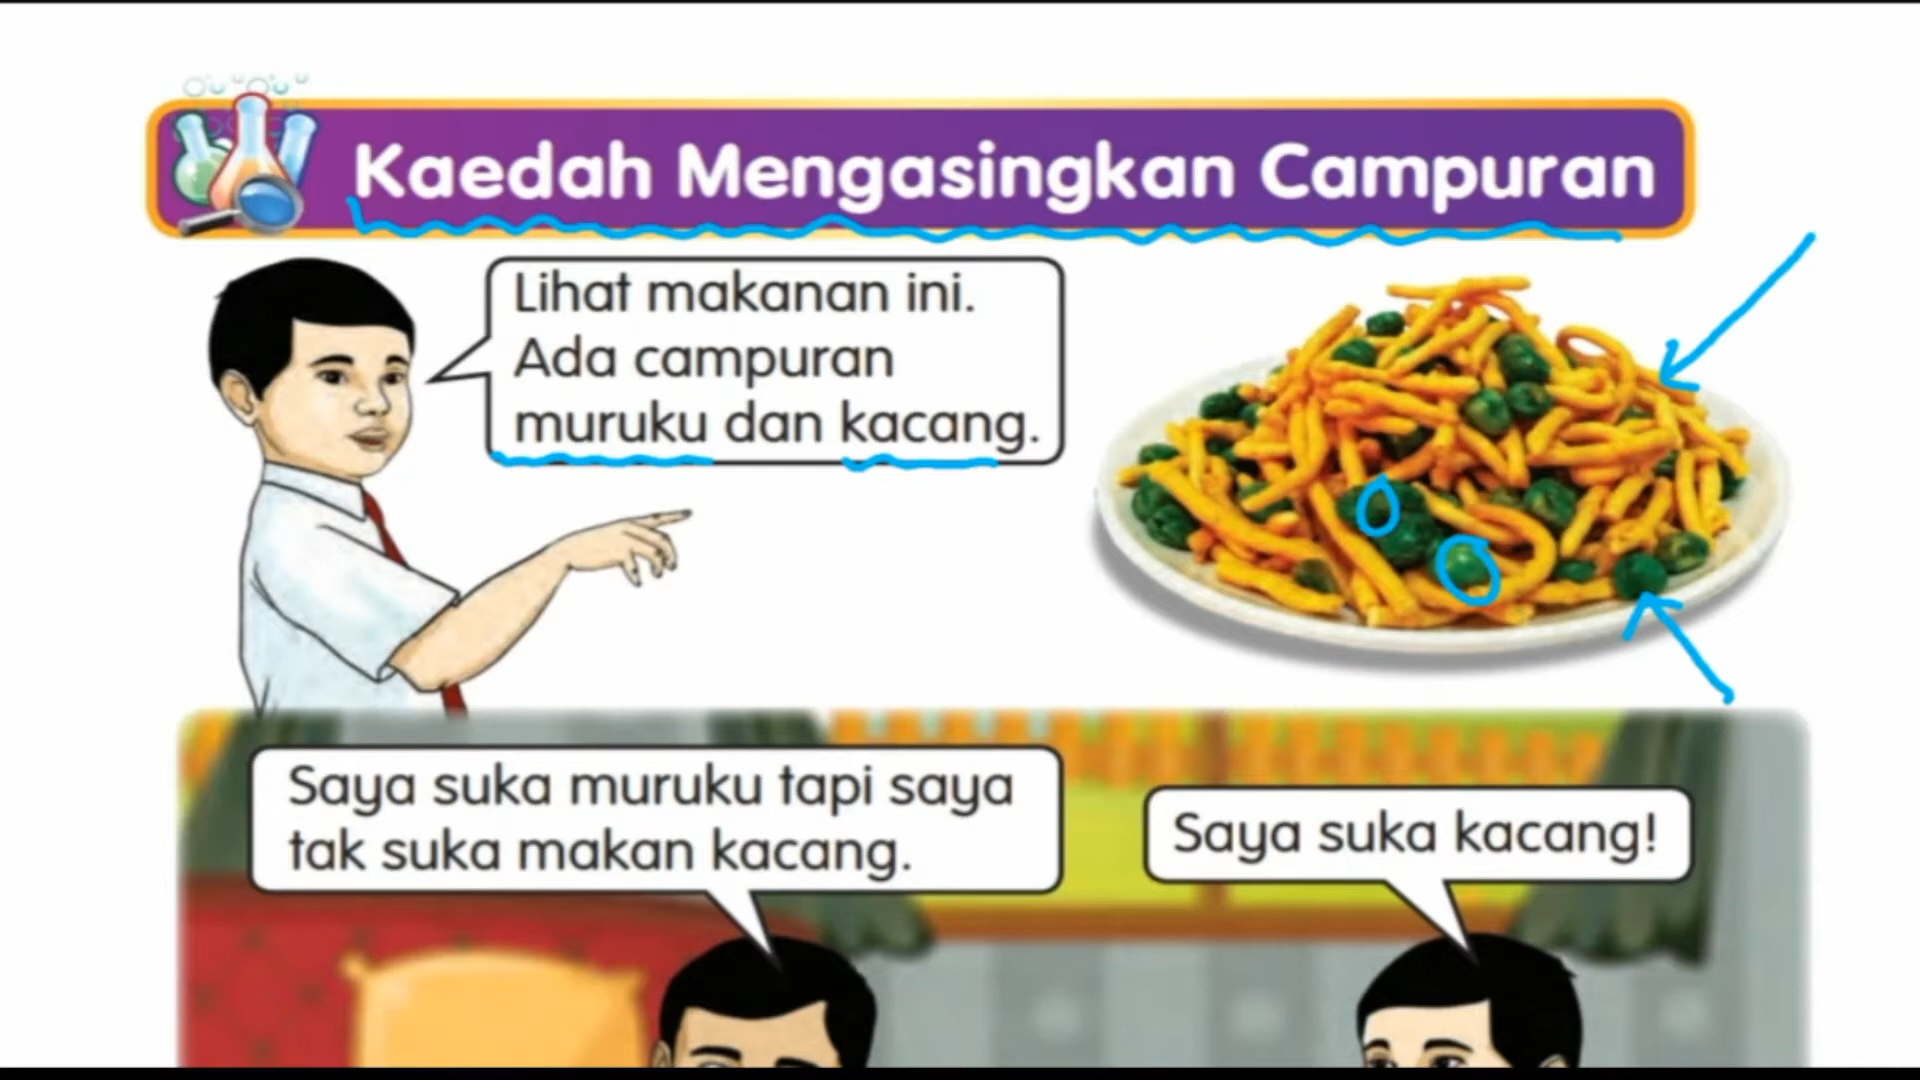 Kaedah Mengasingkan Campuran
Lihat makanan ini.
Ada campuran
muruku dan kacang.
Saya suka muruku tapi saya
tak suka makan kacang.
Saya suka kacang!